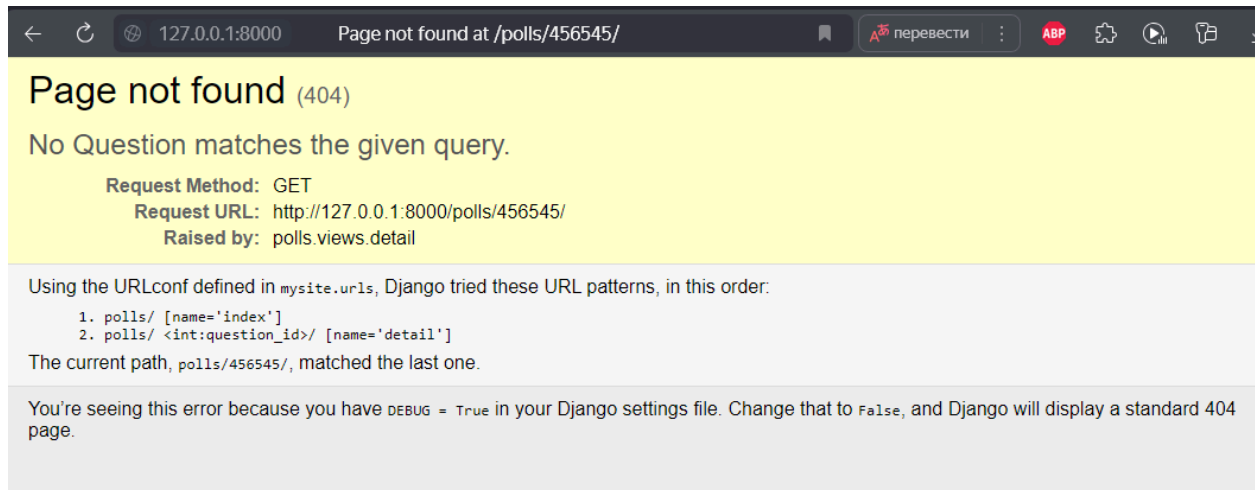 127.0.0.1:8000 Page not found at /polls/456545/ перевести ABP
Page not found (404)
No Question matches the given query.
Request Method: GET
Request URL: http://127.0.0.1:8000/polls/456545/
Raised by: polls.views.detail
Using the URLconf defined in mysite.urls, Django tried these URL patterns, in this order:
1. polls/ [name='index']
2. polls/ <int:question_id>/ [name='detail']
The current path, polls/456545/, matched the last one.
You’re seeing this error because you have DEBUG = True in your Django settings file. Change that to False, and Django will display a standard 404
page.